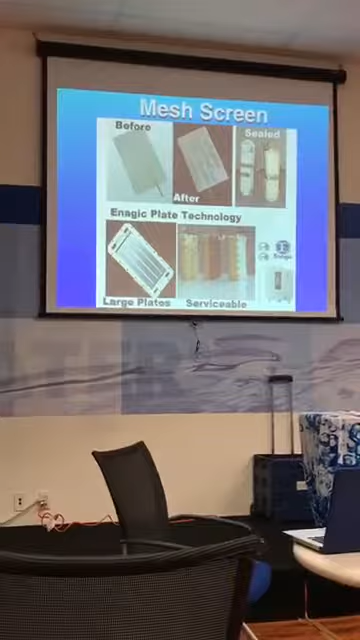 Mesh Screen
Before
Sealed
After
Enagic Plate Technology
Large Plates
Serviceable